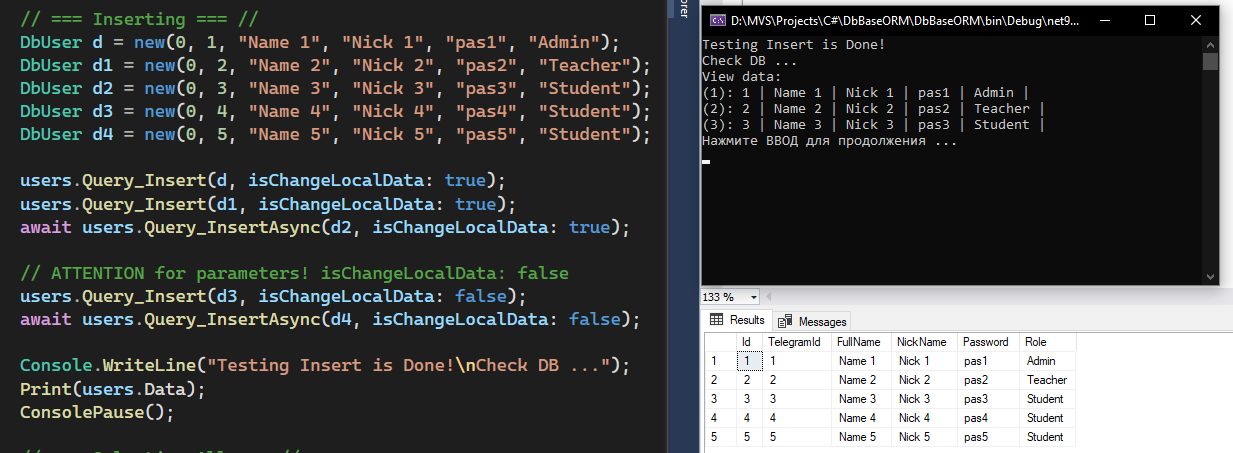 // === Inserting === //
DbUser d = new(0, 1, "Name 1", "Nick 1", "pas1", "Admin");
DbUser d1 = new(0, 2, "Name 2", "Nick 2", "pas2", "Teacher");
DbUser d2 = new(0, 3, "Name 3", "Nick 3", "pas3", "Student");
DbUser d3 = new(0, 4, "Name 4", "Nick 4", "pas4", "Student");
DbUser d4 = new(0, 5, "Name 5", "Nick 5", "pas5", "Student");
users.Query_Insert(d, isChangeLocalData: true);
users.Query_Insert(d1, isChangeLocalData: true);
await users.Query_InsertAsync(d2, isChangeLocalData: true);
// ATTENTION for parameters! isChangeLocalData: false
users.Query_Insert(d3, isChangeLocalData: false);
await users.Query_InsertAsync(d4, isChangeLocalData: false);
Console.WriteLine("Testing Insert is Done!\nCheck DB ...");
Print(users.Data);
ConsolePause();
D:\MVS\Projects\C#\DbBaseORM\DbBaseORM\bin\Debug\net9...
Testing Insert is Done!
Check DB ...
View data:
(1): 1 | Name 1 | Nick 1 | pas1 | Admin |
(2): 2 | Name 2 | Nick 2 | pas2 | Teacher |
(3): 3 | Name 3 | Nick 3 | pas3 | Student |
Нажмите ВВОД для продолжения ...
133 %
Results Messages
Id TelegramId FullName NickName Password Role
1 1 1 Name 1 Nick 1 pas1 Admin
2 2 2 Name 2 Nick 2 pas2 Teacher
3 3 3 Name 3 Nick 3 pas3 Student
4 4 4 Name 4 Nick 4 pas4 Student
5 5 5 Name 5 Nick 5 pas5 Student